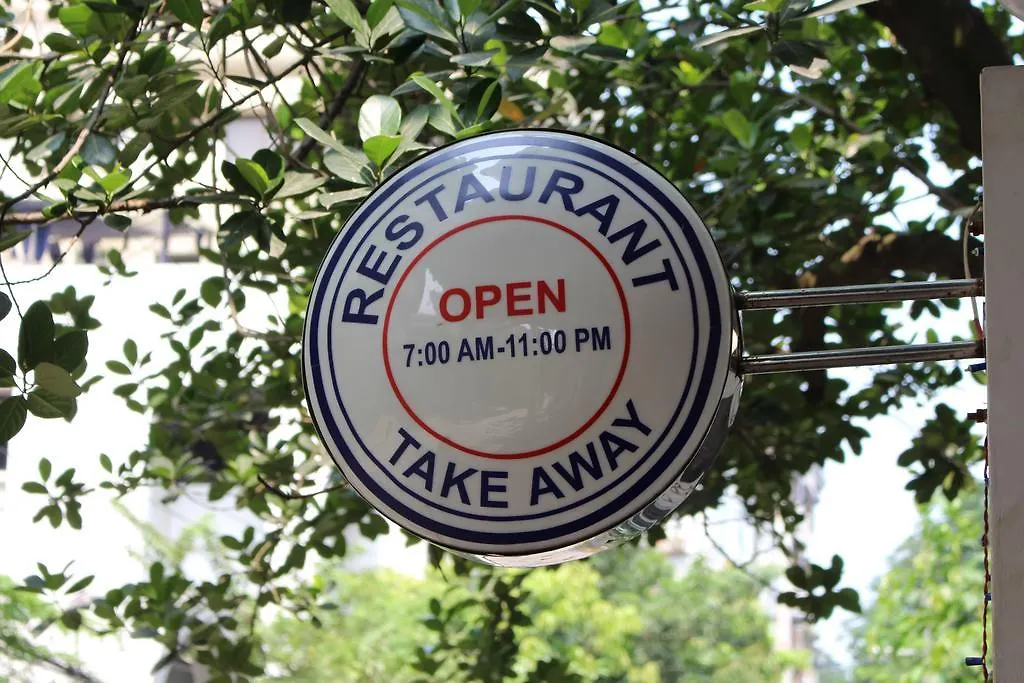 RESTAURANT
OPEN
7:00 AM-11:00 PM
TAKE AWAY